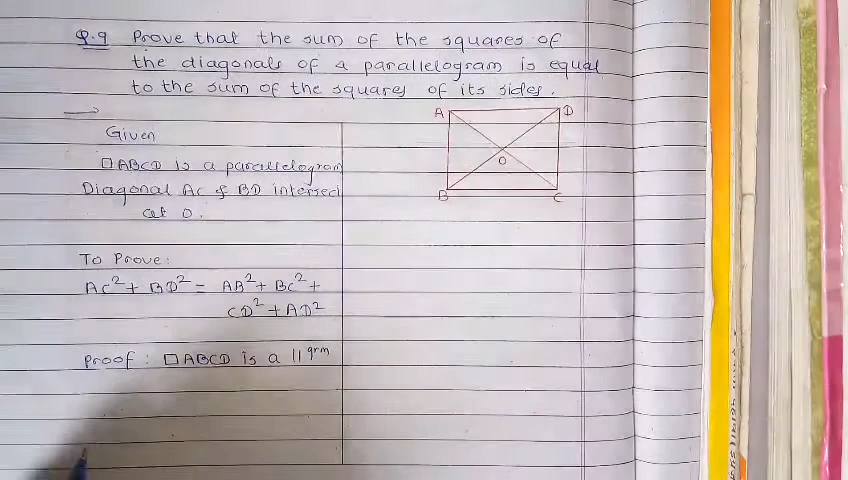 Q.9 Prove that the sum of the squares of
the diagonals of a parallelogram is equal
to the sum of the squares of its sides.
Given
□ABCD is a parallelogram
Diagonal AC & BD intersect
at O.
To Prove:
AC² + BD² = AB² + BC² +
CD² + AD²
Proof : □ABCD is a ||grm
A
D
O
B
C